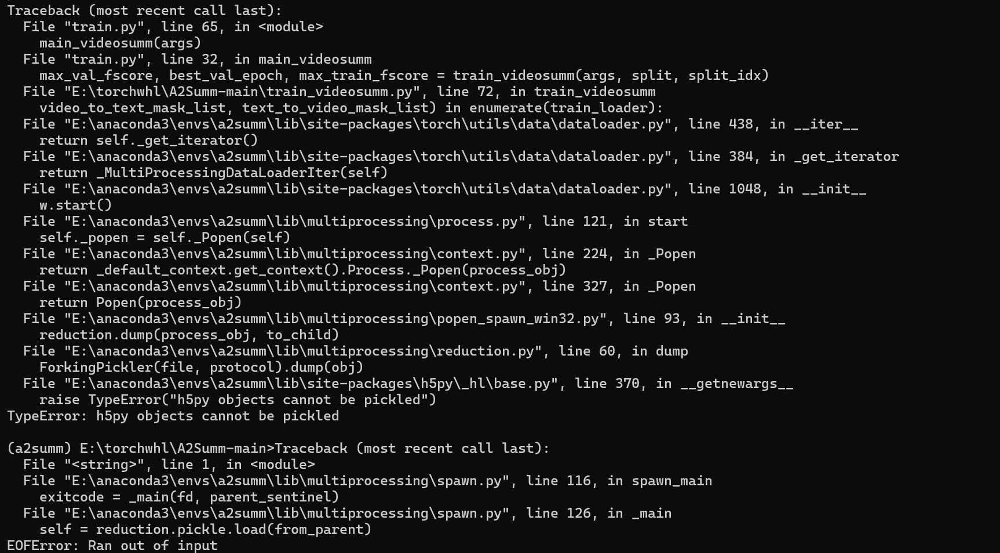 Traceback (most recent call last):
  File "train.py", line 65, in <module>
    main_videosumm(args)
  File "train.py", line 32, in main_videosumm
    max_val_fscore, best_val_epoch, max_train_fscore = train_videosumm(args, split, split_idx)
  File "E:\torchwhl\A2Summ-main\train_videosumm.py", line 72, in train_videosumm
    video_to_text_mask_list, text_to_video_mask_list) in enumerate(train_loader):
  File "E:\anaconda3\envs\a2summ\lib\site-packages\torch\utils\data\dataloader.py", line 438, in __iter__
    return self._get_iterator()
  File "E:\anaconda3\envs\a2summ\lib\site-packages\torch\utils\data\dataloader.py", line 384, in _get_iterator
    return _MultiProcessingDataLoaderIter(self)
  File "E:\anaconda3\envs\a2summ\lib\site-packages\torch\utils\data\dataloader.py", line 1048, in __init__
    w.start()
  File "E:\anaconda3\envs\a2summ\lib\multiprocessing\process.py", line 121, in start
    self._popen = self._Popen(self)
  File "E:\anaconda3\envs\a2summ\lib\multiprocessing\context.py", line 224, in _Popen
    return _default_context.get_context().Process._Popen(process_obj)
  File "E:\anaconda3\envs\a2summ\lib\multiprocessing\context.py", line 327, in _Popen
    return Popen(process_obj)
  File "E:\anaconda3\envs\a2summ\lib\multiprocessing\popen_spawn_win32.py", line 93, in __init__
    reduction.dump(process_obj, to_child)
  File "E:\anaconda3\envs\a2summ\lib\multiprocessing\reduction.py", line 60, in dump
    ForkingPickler(file, protocol).dump(obj)
  File "E:\anaconda3\envs\a2summ\lib\site-packages\h5py\_hl\base.py", line 370, in __getnewargs__
    raise TypeError("h5py objects cannot be pickled")
TypeError: h5py objects cannot be pickled
(a2summ) E:\torchwhl\A2Summ-main>Traceback (most recent call last):
  File "<string>", line 1, in <module>
  File "E:\anaconda3\envs\a2summ\lib\multiprocessing\spawn.py", line 116, in spawn_main
    exitcode = _main(fd, parent_sentinel)
  File "E:\anaconda3\envs\a2summ\lib\multiprocessing\spawn.py", line 126, in _main
    self = reduction.pickle.load(from_parent)
EOFError: Ran out of input